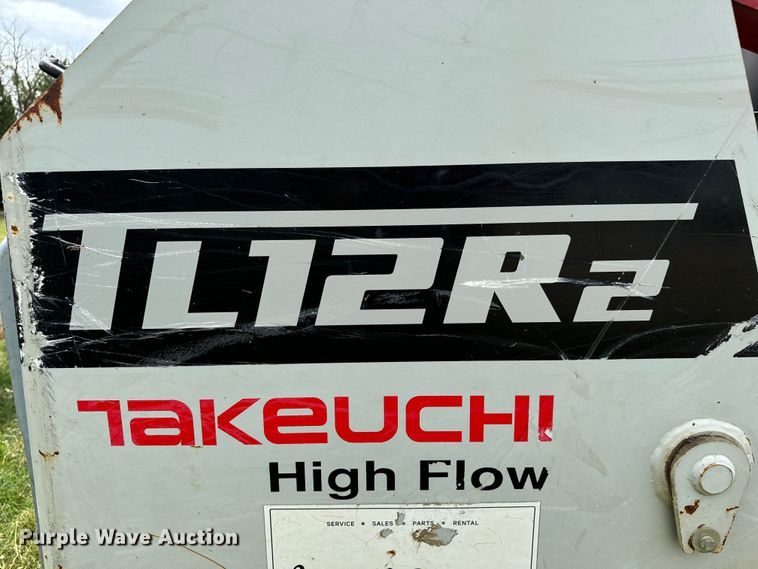 TL12R2
TAKEUCHI
High Flow
SERVICE • SALES • PARTS • RENTAL
Purple Wave Auction